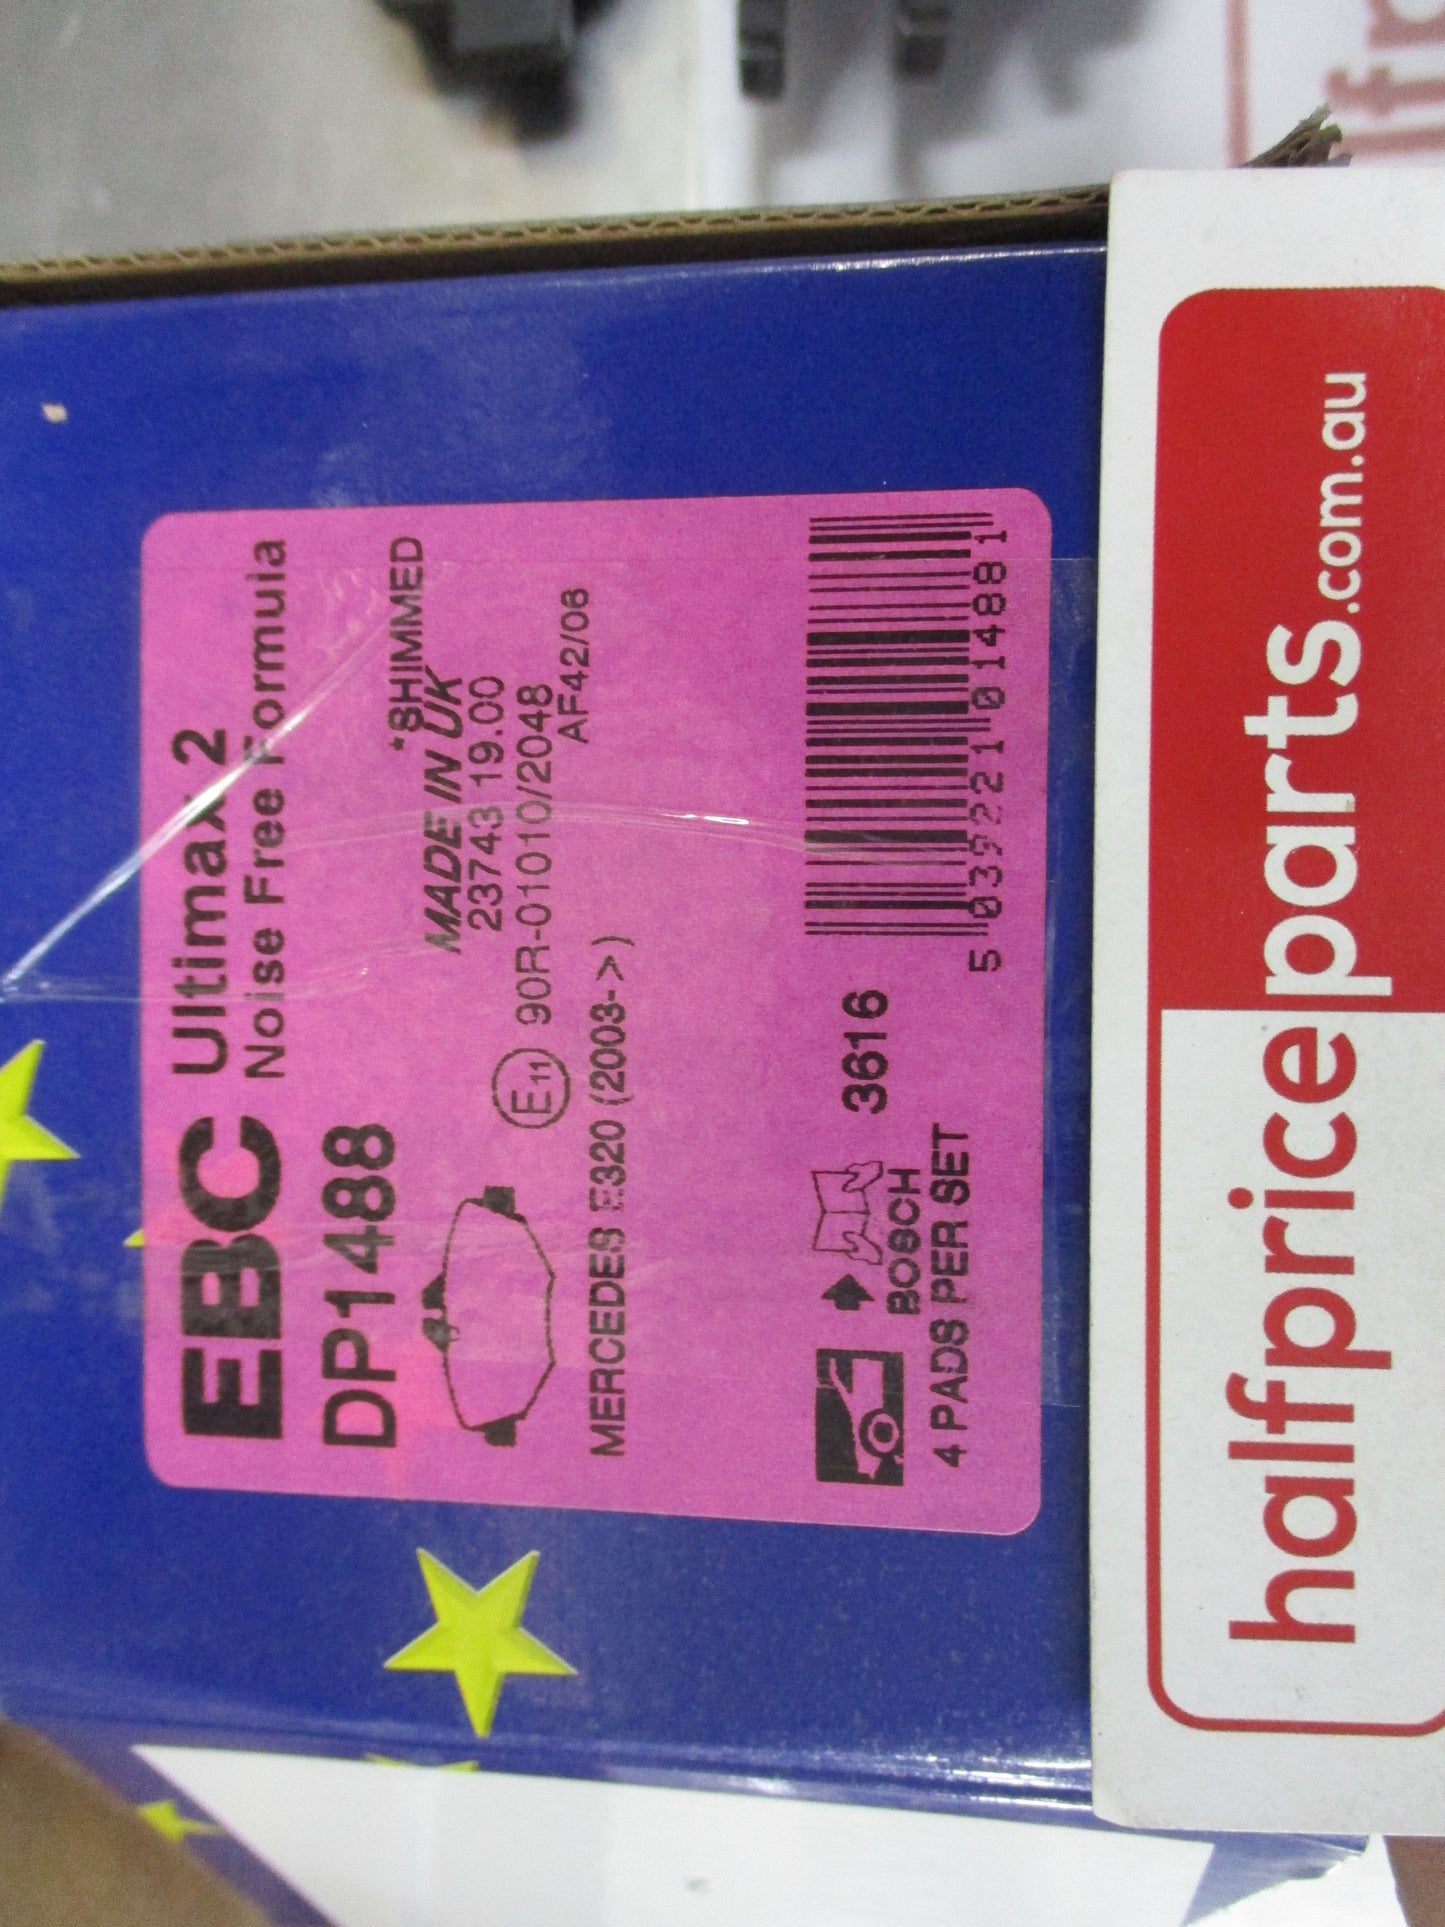 EBC Ultimax 2
Noise Free Formula
DP1488
*SHIMMED
MADE IN UK
23743 19.00
E11 90R-01010/2048
AF42/06
MERCEDES E320 (2003->)
BOSCH
3616
4 PADS PER SET
5 039221 014881
halfpriceparts.com.au